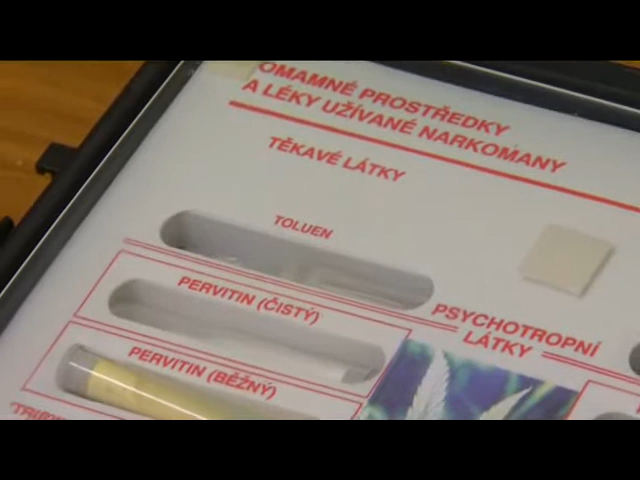 OMAMNÉ PROSTŘEDKY
A LÉKY UŽÍVANÉ NARKOMANY
TĚKAVÉ LÁTKY
TOLUEN
PERVITIN (ČISTÝ)
PSYCHOTROPNÍ
LÁTKY
PERVITIN (BĚŽNÝ)